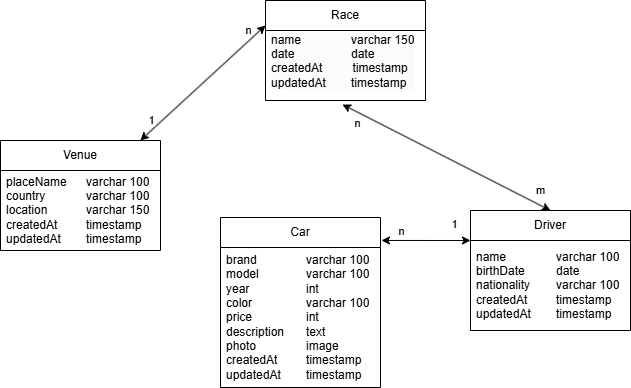 Race
name varchar 150
date date
createdAt timestamp
updatedAt timestamp
n
1
n
m
Venue
placeName varchar 100
country varchar 100
location varchar 150
createdAt timestamp
updatedAt timestamp
Car
brand varchar 100
model varchar 100
year int
color varchar 100
price int
description text
photo image
createdAt timestamp
updatedAt timestamp
n
1
Driver
name varchar 100
birthDate date
nationality varchar 100
createdAt timestamp
updatedAt timestamp